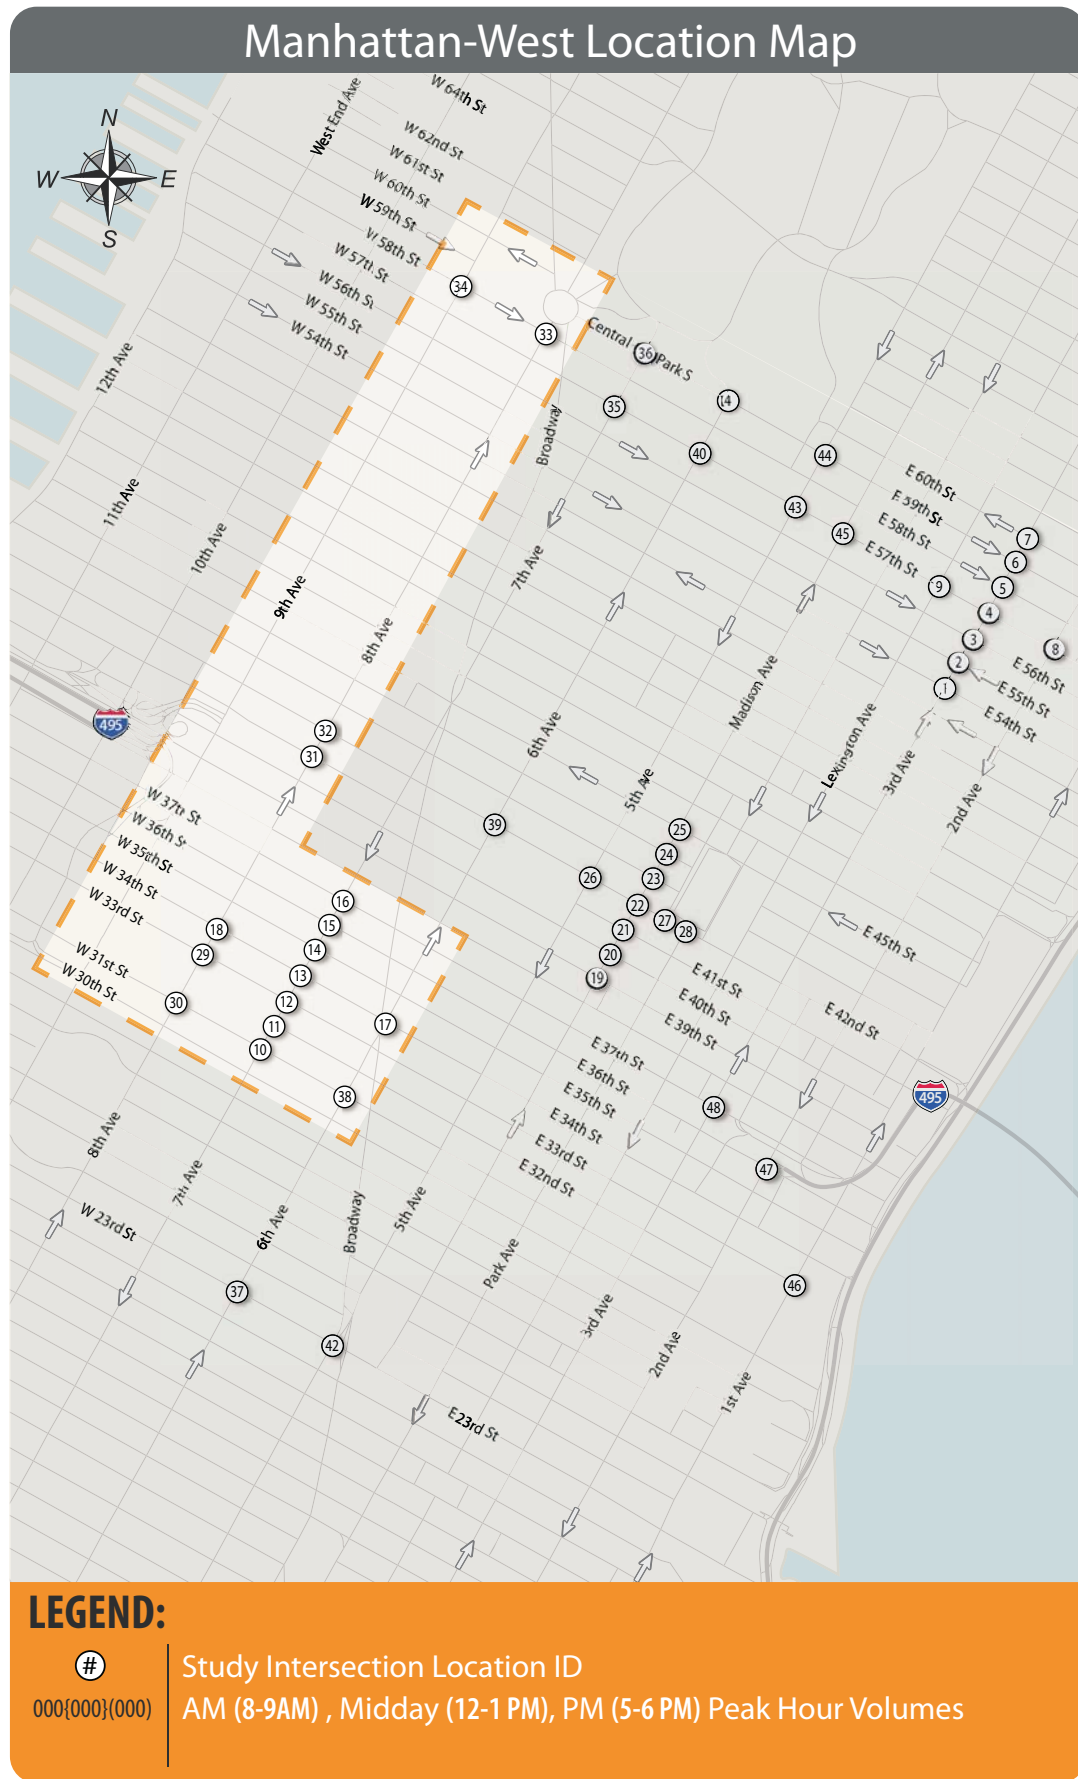 Manhattan-West Location Map
N
W E
S
West End Ave
W 64th St
W 62nd St
W 61st St
W 60th St
W 59th St
W 58th St
W 57th St
W 56th St
W 55th St
W 54th St
12th Ave
11th Ave
10th Ave
9th Ave
8th Ave
34
33
Central Park S
36
35
14
40
44
43
45
Broadway
7th Ave
E 60th St
E 59th St
E 58th St
E 57th St
7
6
5
9
4
3
8
2
1
E 56th St
E 55th St
E 54th St
Madison Ave
6th Ave
5th Ave
Lexington Ave
3rd Ave
2nd Ave
495
32
31
39
W 37th St
W 36th St
W 35th St
W 34th St
W 33rd St
W 31st St
W 30th St
25
24
26
23
22
27
28
21
20
19
16
15
18
14
29
13
30
12
11
17
10
38
E 45th St
E 42nd St
E 41st St
E 40th St
E 39th St
E 37th St
E 36th St
E 35th St
E 34th St
E 33rd St
E 32nd St
495
48
47
46
8th Ave
7th Ave
6th Ave
Broadway
5th Ave
Park Ave
3rd Ave
2nd Ave
1st Ave
W 23rd St
37
42
E 23rd St
LEGEND:
# Study Intersection Location ID
000{000}(000) AM (8-9AM) , Midday (12-1 PM), PM (5-6 PM) Peak Hour Volumes